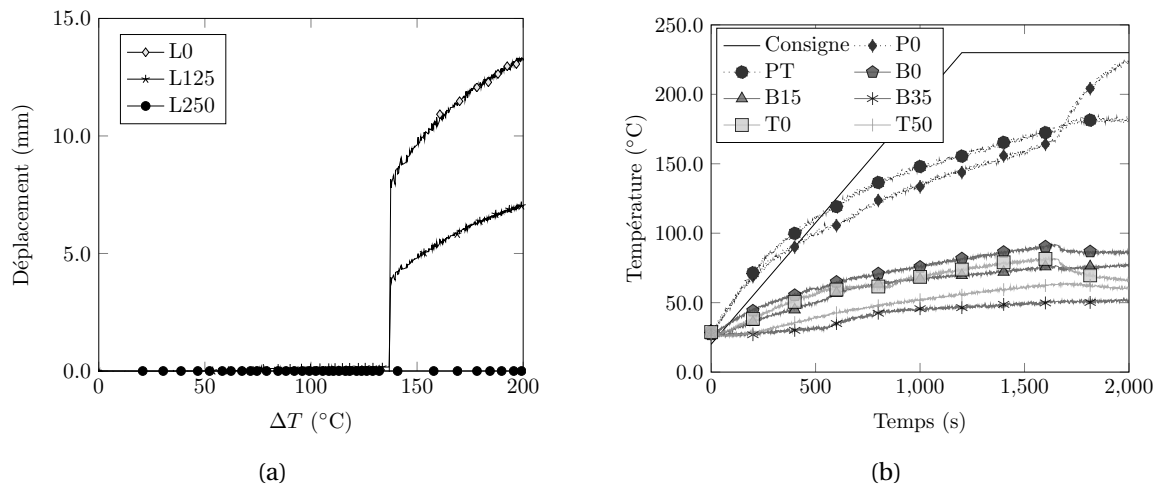 15.0
10.0
5.0
0.0
0
50
100
150
200
Déplacement (mm)
ΔT (°C)
L0
L125
L250
(a)
250.0
200.0
150.0
100.0
50.0
0.0
0
500
1,000
1,500
2,000
Température (°C)
Temps (s)
Consigne
P0
PT
B0
B15
B35
T0
T50
(b)